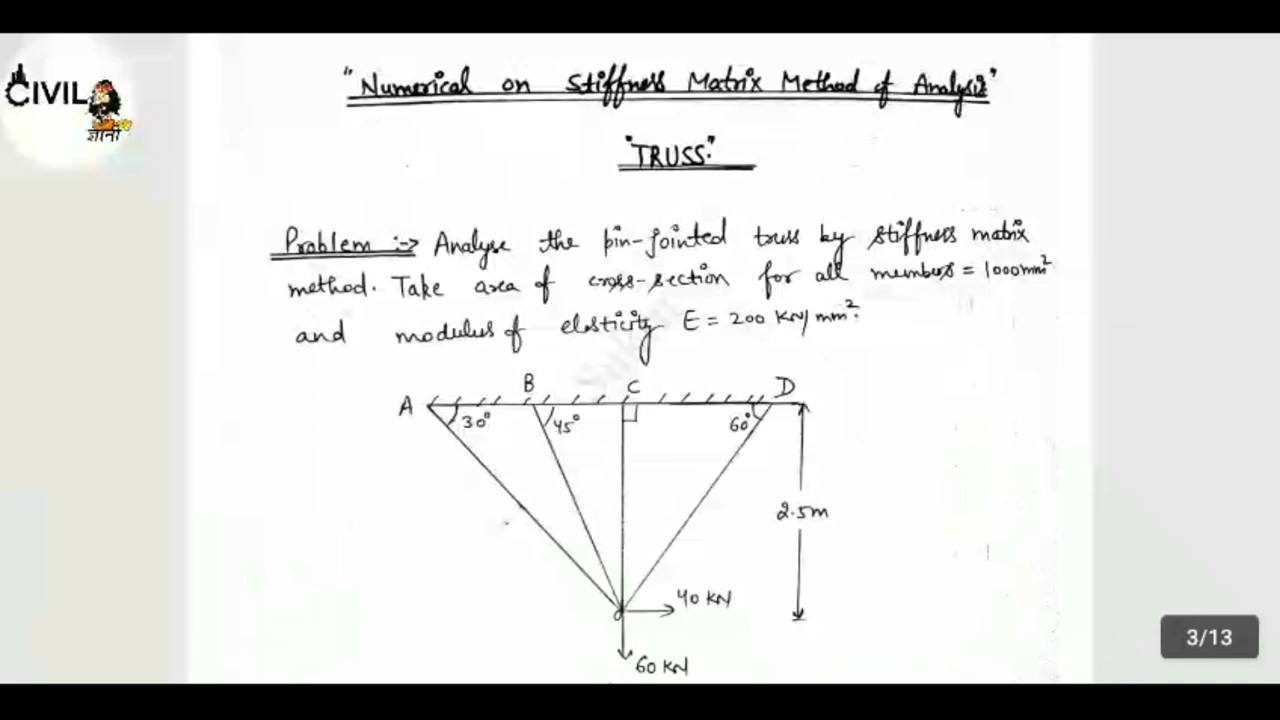 CIVIL
ज्ञानी
"Numerical on Stiffness Matrix Method of Analysis"
"TRUSS."
Problem :-> Analyse the pin-jointed truss by stiffness matrix
method. Take area of cross-section for all members = 1000mm²
and modulus of elasticity E = 200 KN/mm².
A B C D
30° 45° 60°
2.5m
40 KN
60 KN
3/13